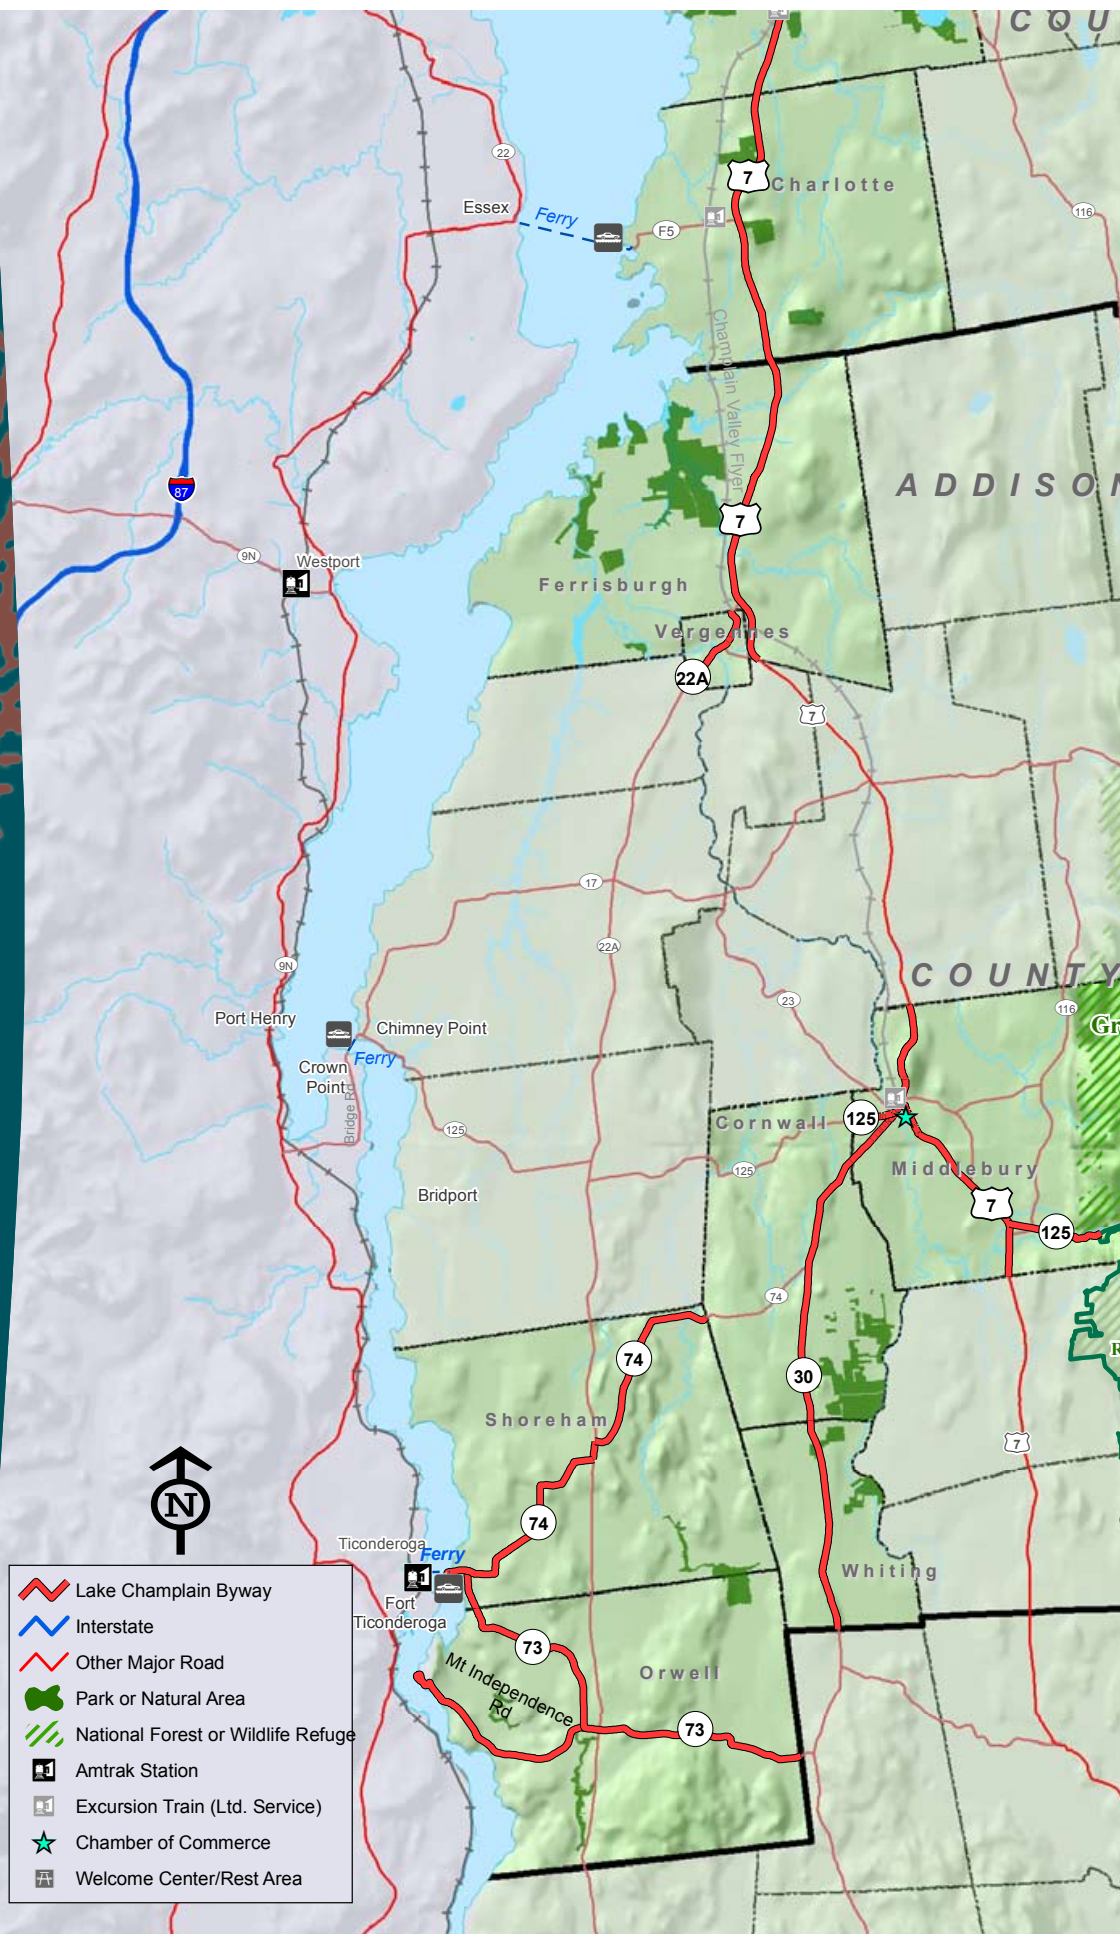 COU
22
7
Charlotte
Essex
Ferry
F5
116
Champlain Valley Flyer
ADDISON
87
7
9N
Westport
Ferrisburgh
Vergennes
22A
7
17
22A
9N
COUNTY
23
116
Port Henry
Chimney Point
Gr
Ferry
Crown
Point
Bridge Rd
125
Cornwall
125
125
Middlebury
Bridport
7
125
74
74
R
30
Shoreham
7
N
74
Ticonderoga
Ferry
Whiting
Fort
Ticonderoga
73
Mt Independence
Rd
Orwell
73
Lake Champlain Byway
Interstate
Other Major Road
Park or Natural Area
National Forest or Wildlife Refuge
Amtrak Station
Excursion Train (Ltd. Service)
Chamber of Commerce
Welcome Center/Rest Area